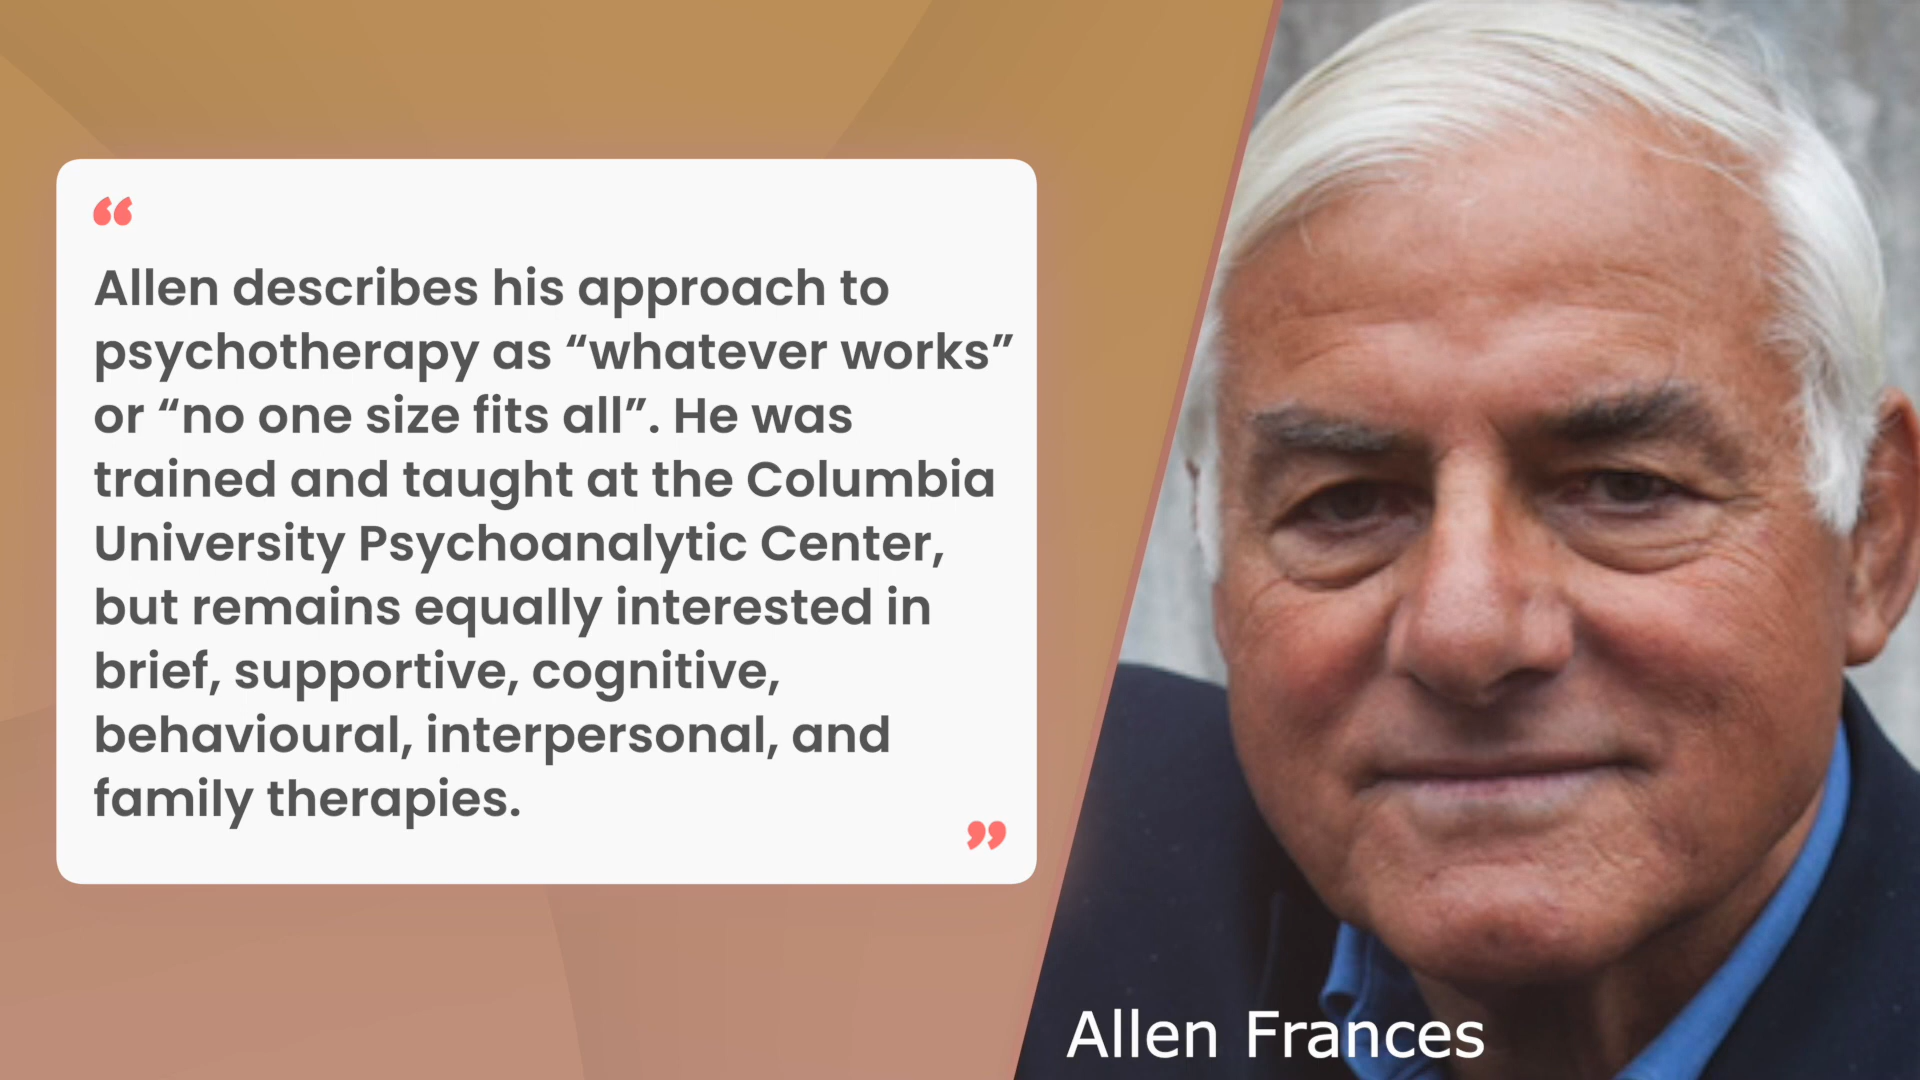 “
Allen describes his approach to
psychotherapy as “whatever works”
or “no one size fits all”. He was
trained and taught at the Columbia
University Psychoanalytic Center,
but remains equally interested in
brief, supportive, cognitive,
behavioural, interpersonal, and
family therapies.
”
Allen Frances